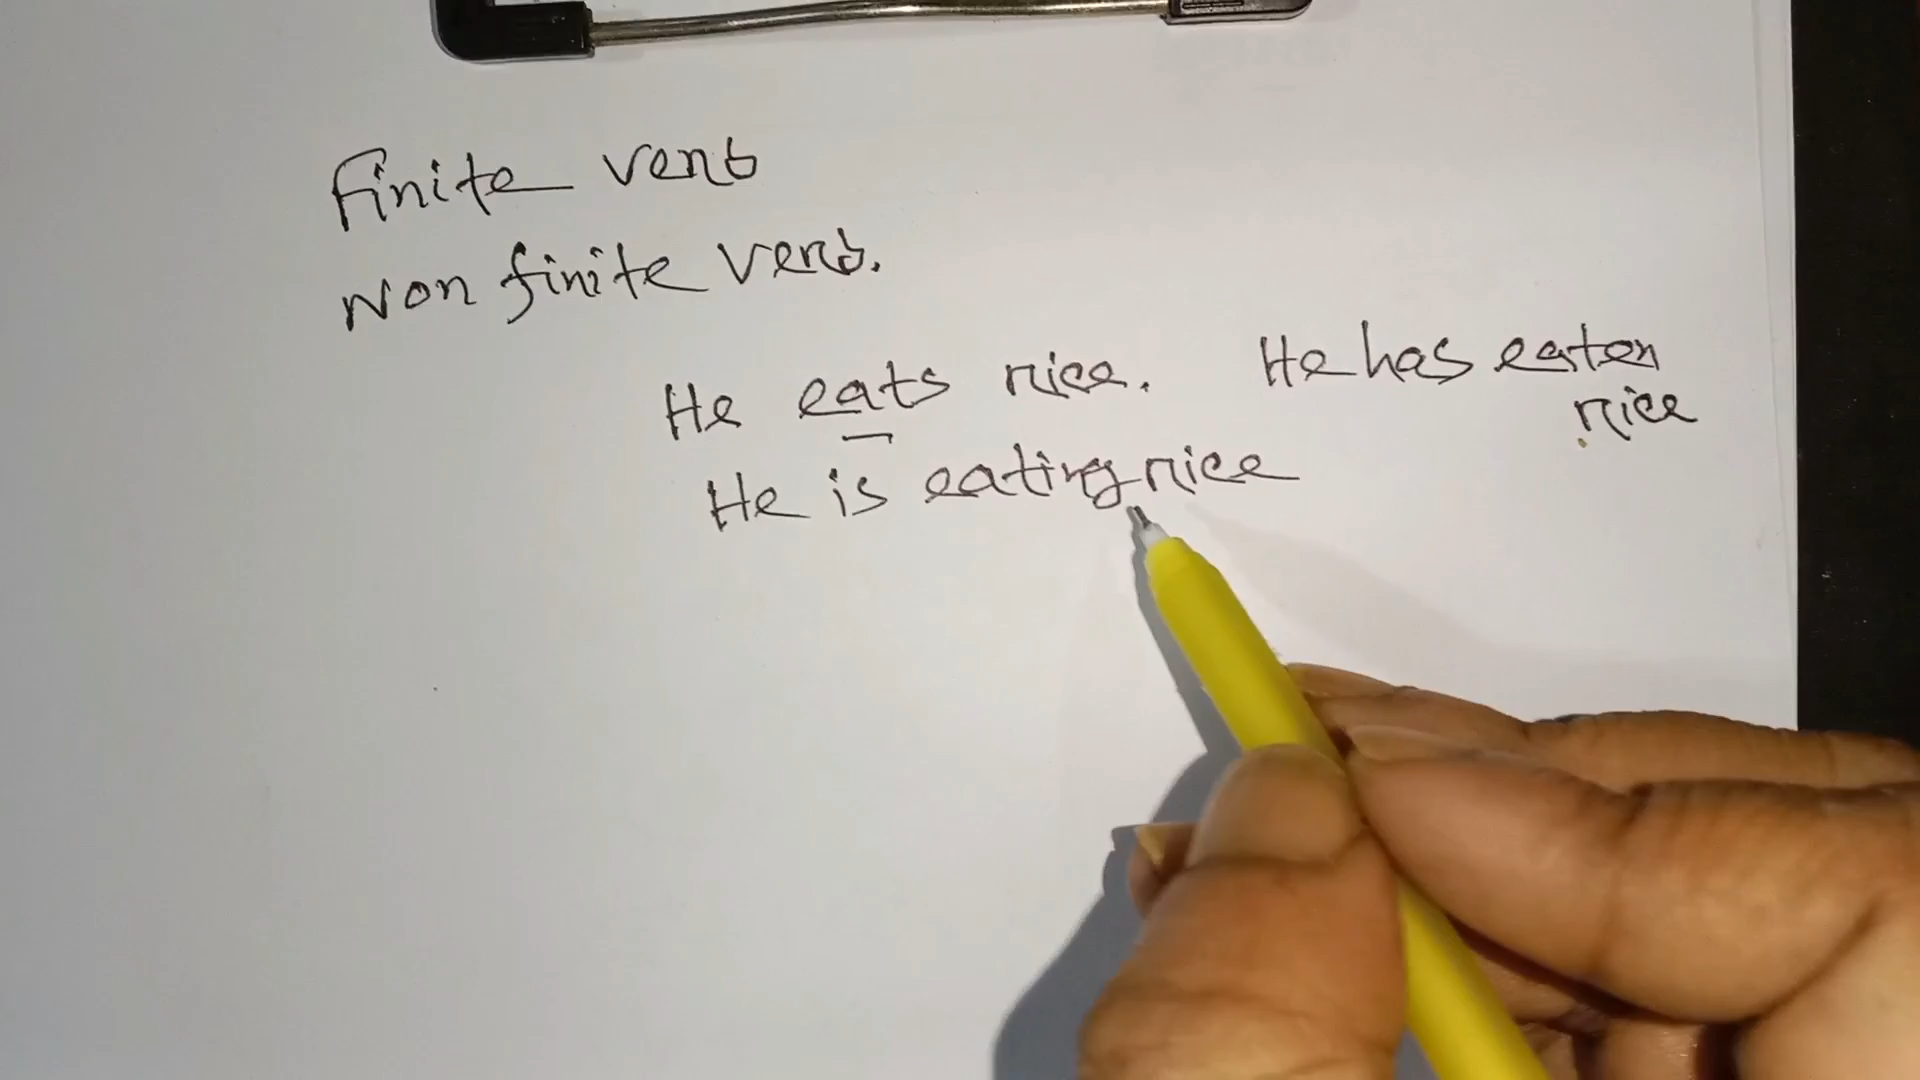 Finite verb
Non finite verb.
He eats rice. He has eaten
rice
He is eating rice